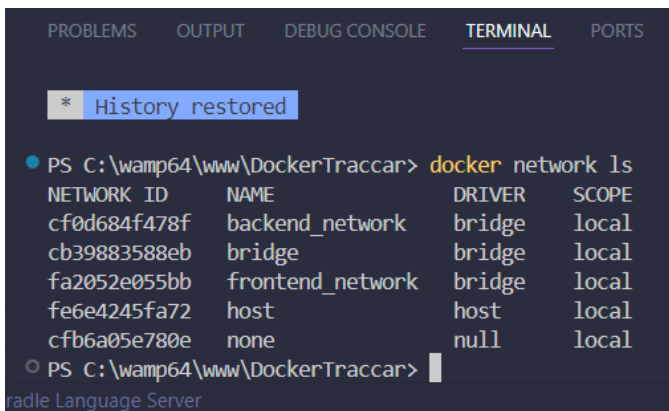 PROBLEMS OUTPUT DEBUG CONSOLE TERMINAL PORTS
* History restored
PS C:\wamp64\www\DockerTraccar> docker network ls
NETWORK ID NAME DRIVER SCOPE
cf0d684f478f backend_network bridge local
cb39883588eb bridge bridge local
fa2052e055bb frontend_network bridge local
fe6e4245fa72 host host local
cfb6a05e780e none null local
PS C:\wamp64\www\DockerTraccar>
radle Language Server